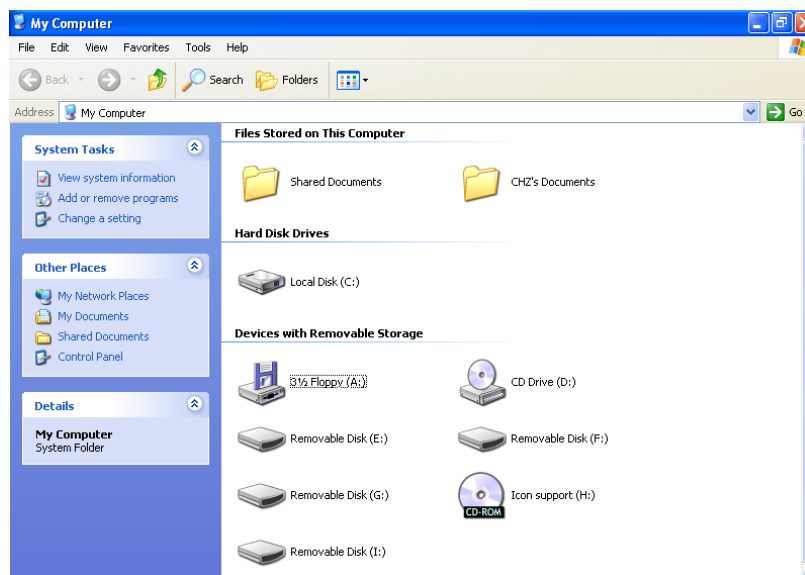 My Computer
File Edit View Favorites Tools Help
Back Search Folders
Address My Computer Go
Files Stored on This Computer
System Tasks
View system information
Add or remove programs
Change a setting
Shared Documents CHZ's Documents
Hard Disk Drives
Other Places
My Network Places
My Documents
Shared Documents
Control Panel
Local Disk (C:)
Devices with Removable Storage
3½ Floppy (A:) CD Drive (D:)
Details
My Computer
System Folder
Removable Disk (E:) Removable Disk (F:)
Removable Disk (G:) Icon support (H:)
CD-ROM
Removable Disk (I:)